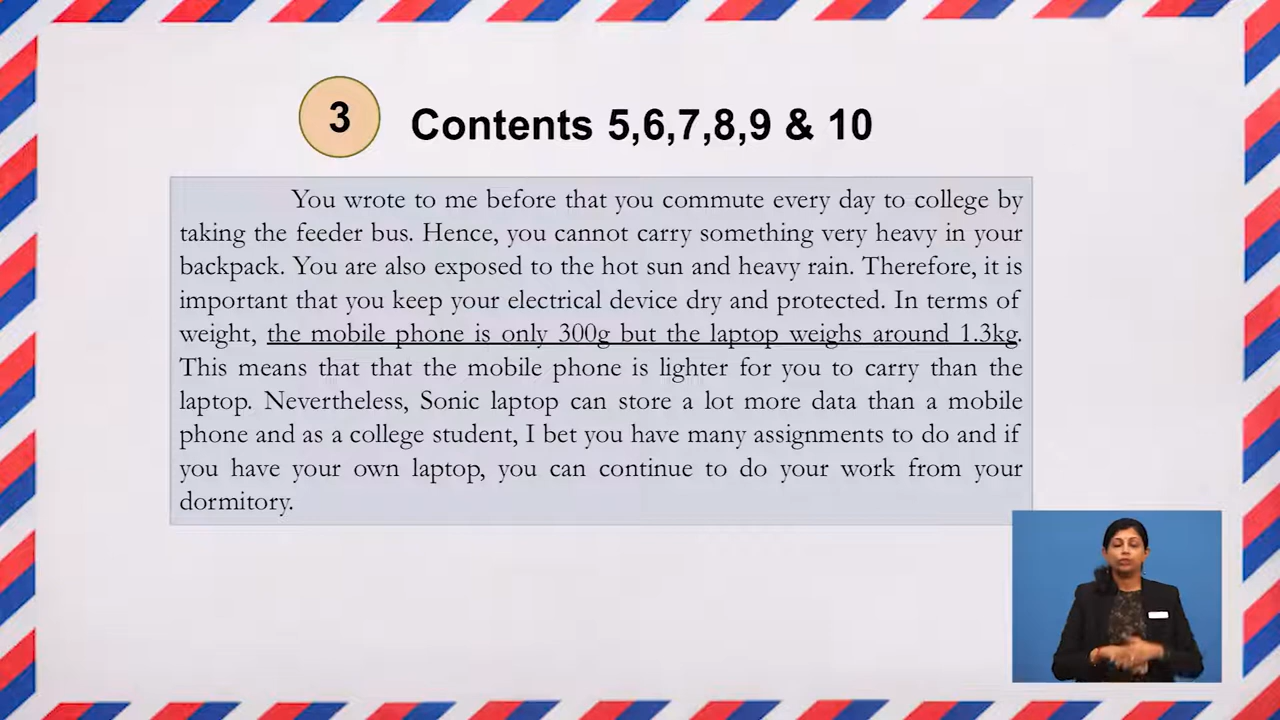 3
Contents 5,6,7,8,9 & 10
You wrote to me before that you commute every day to college by
taking the feeder bus. Hence, you cannot carry something very heavy in your
backpack. You are also exposed to the hot sun and heavy rain. Therefore, it is
important that you keep your electrical device dry and protected. In terms of
weight, the mobile phone is only 300g but the laptop weighs around 1.3kg.
This means that that the mobile phone is lighter for you to carry than the
laptop. Nevertheless, Sonic laptop can store a lot more data than a mobile
phone and as a college student, I bet you have many assignments to do and if
you have your own laptop, you can continue to do your work from your
dormitory.